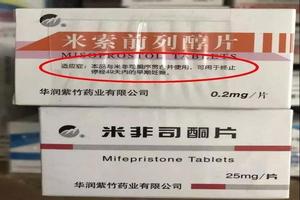 米索前列醇片
MISOPROSTOL TABLETS
适应症：本品与米非司酮序贯合并使用，可用于终止
停经49天内的早期妊娠。
华润紫竹药业有限公司
0.2mg/片
米非司酮片
Mifepristone Tablets
25mg/片
华润紫竹药业有限公司